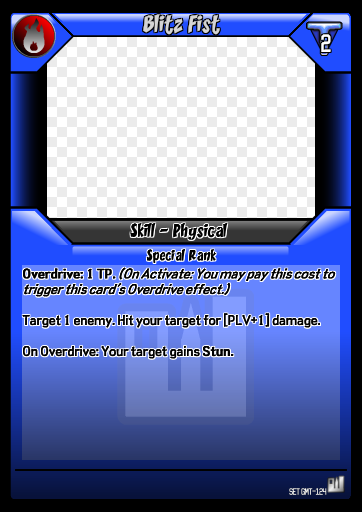 Blitz Fist
2
Skill - Physical
Special Rank
Overdrive: 1 TP. (On Activate: You may pay this cost to
trigger this card's Overdrive effect.)
Target 1 enemy. Hit your target for [PLV+1] damage.
On Overdrive: Your target gains Stun.
SET GMT-124